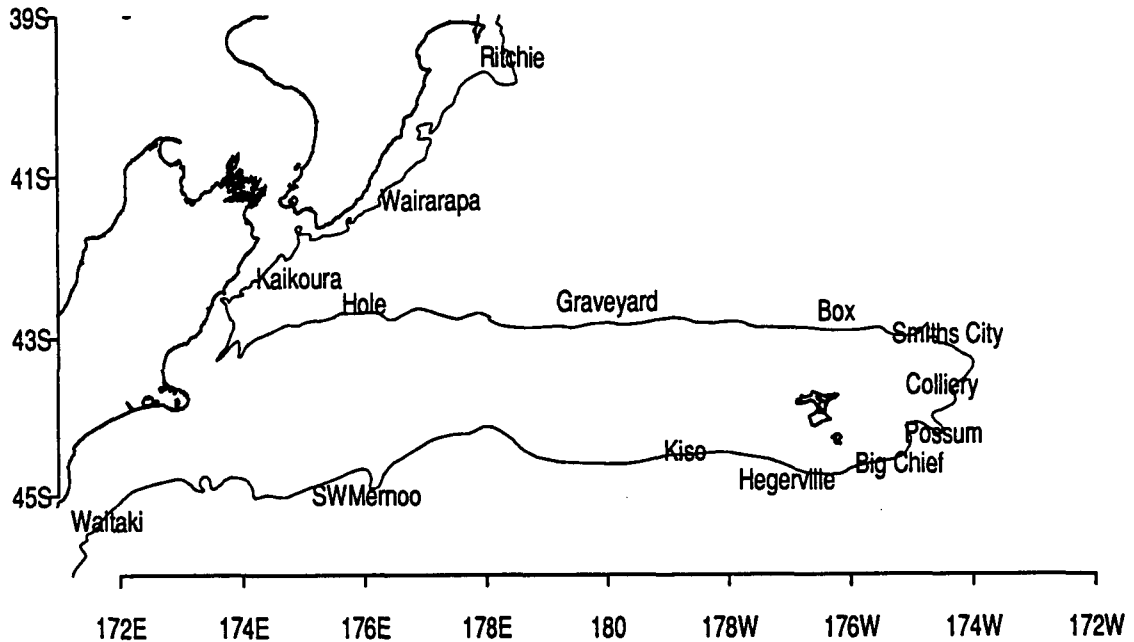 39S
Ritchie
41S
Wairarapa
Kaikoura
Hole
Graveyard
Box
43S
Smiths City
Colliery
Possum
Kiso
Big Chief
Hegerville
45S
SWMernoo
Waitaki
172E 174E 176E 178E 180 178W 176W 174W 172W